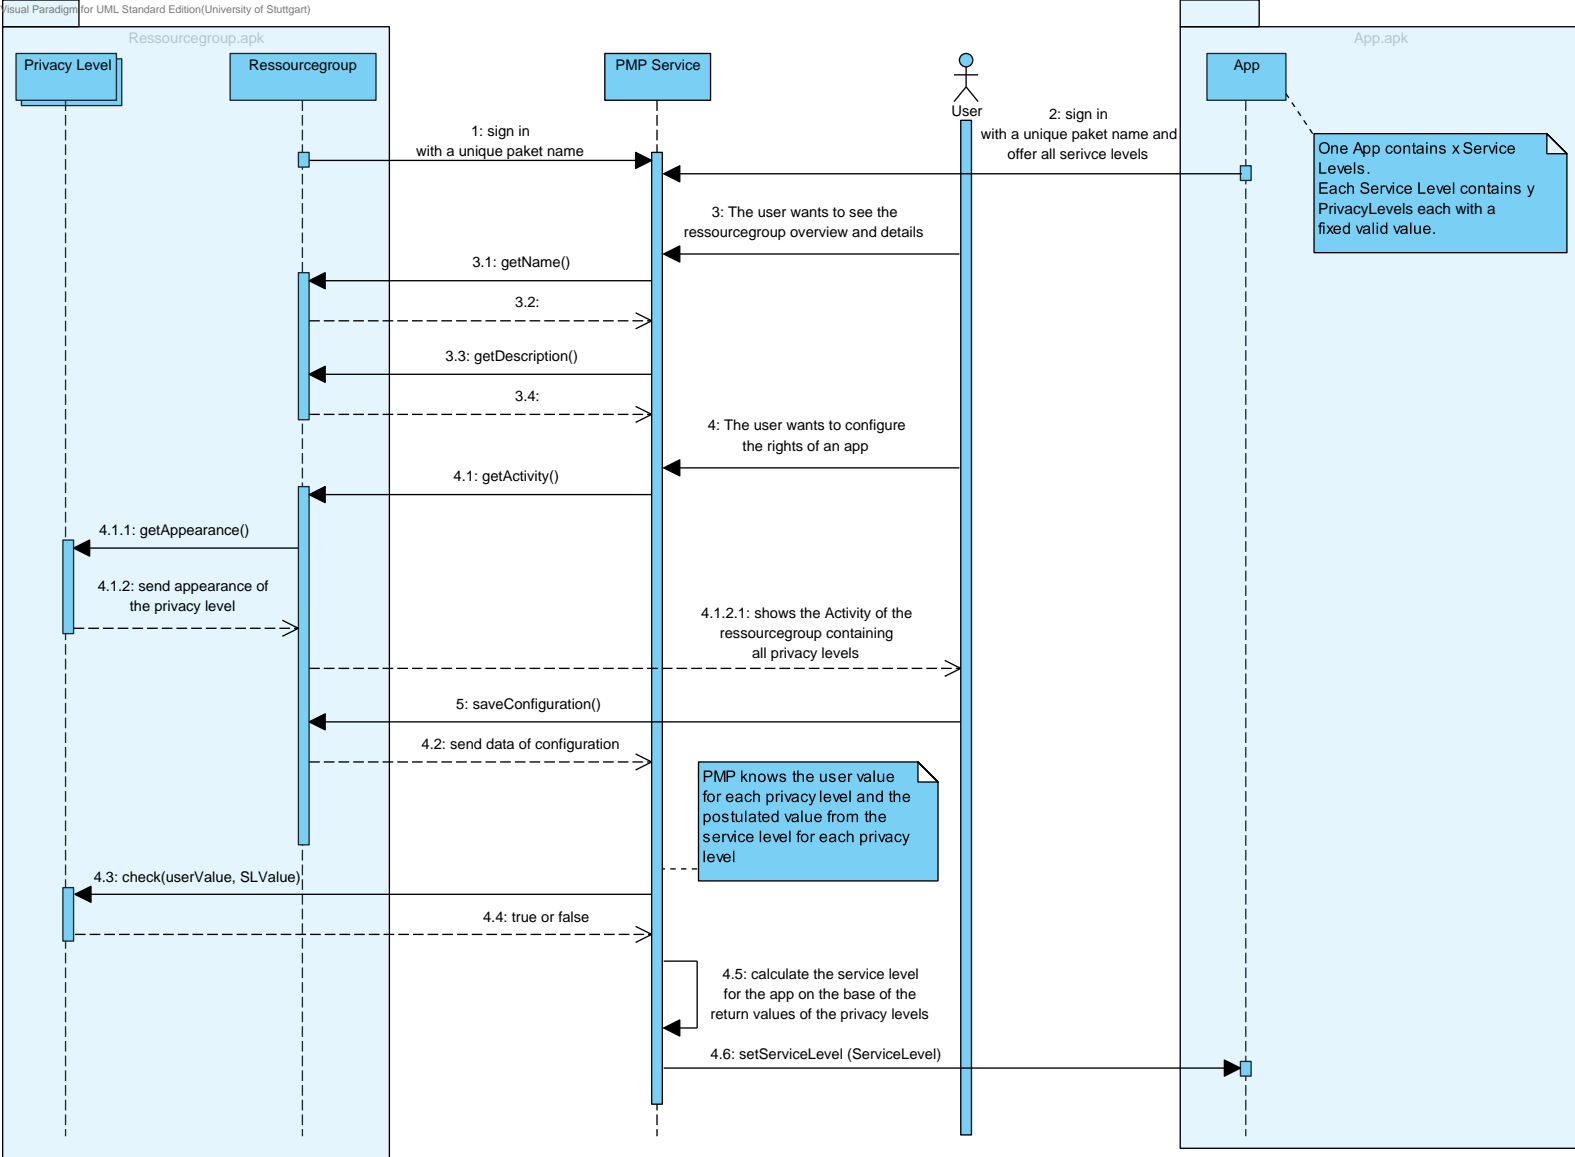 Visual Paradigm for UML Standard Edition(University of Stuttgart)
Ressourcegroup.apk
App.apk
Privacy Level
Ressourcegroup
PMP Service
User
App
1: sign in
with a unique paket name
2: sign in
with a unique paket name and
offer all serivce levels
One App contains x Service
Levels.
Each Service Level contains y
PrivacyLevels each with a
fixed valid value.
3: The user wants to see the
ressourcegroup overview and details
3.1: getName()
3.2:
3.3: getDescription()
3.4:
4: The user wants to configure
the rights of an app
4.1: getActivity()
4.1.1: getAppearance()
4.1.2: send appearance of
the privacy level
4.1.2.1: shows the Activity of the
ressourcegroup containing
all privacy levels
5: saveConfiguration()
4.2: send data of configuration
PMP knows the user value
for each privacy level and the
postulated value from the
service level for each privacy
level
4.3: check(userValue, SLValue)
4.4: true or false
4.5: calculate the service level
for the app on the base of the
return values of the privacy levels
4.6: setServiceLevel (ServiceLevel)